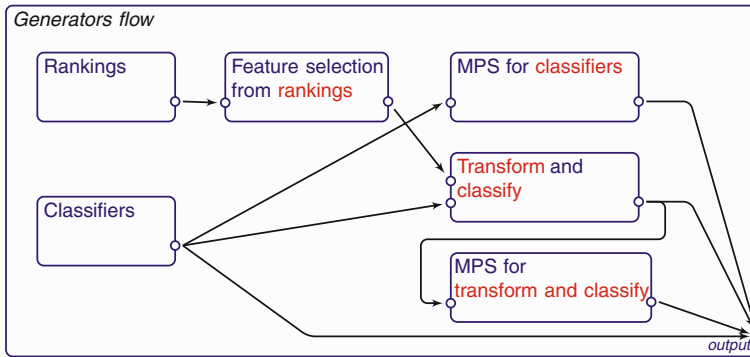 Generators flow
Rankings
Feature selection
from rankings
MPS for classifiers
Transform and
classify
Classifiers
MPS for
transform and classify
output